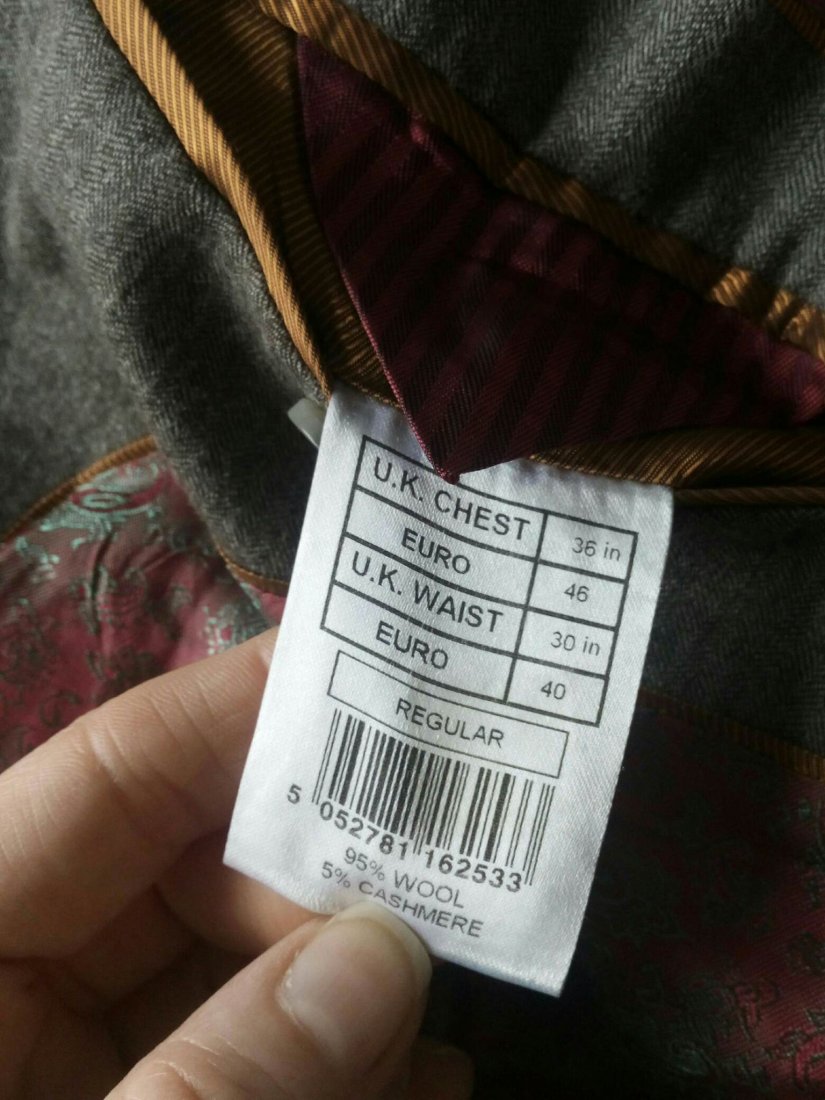 U.K. CHEST 36 in
EURO 46
U.K. WAIST 30 in
EURO 40
REGULAR
5 052781 162533
95% WOOL
5% CASHMERE